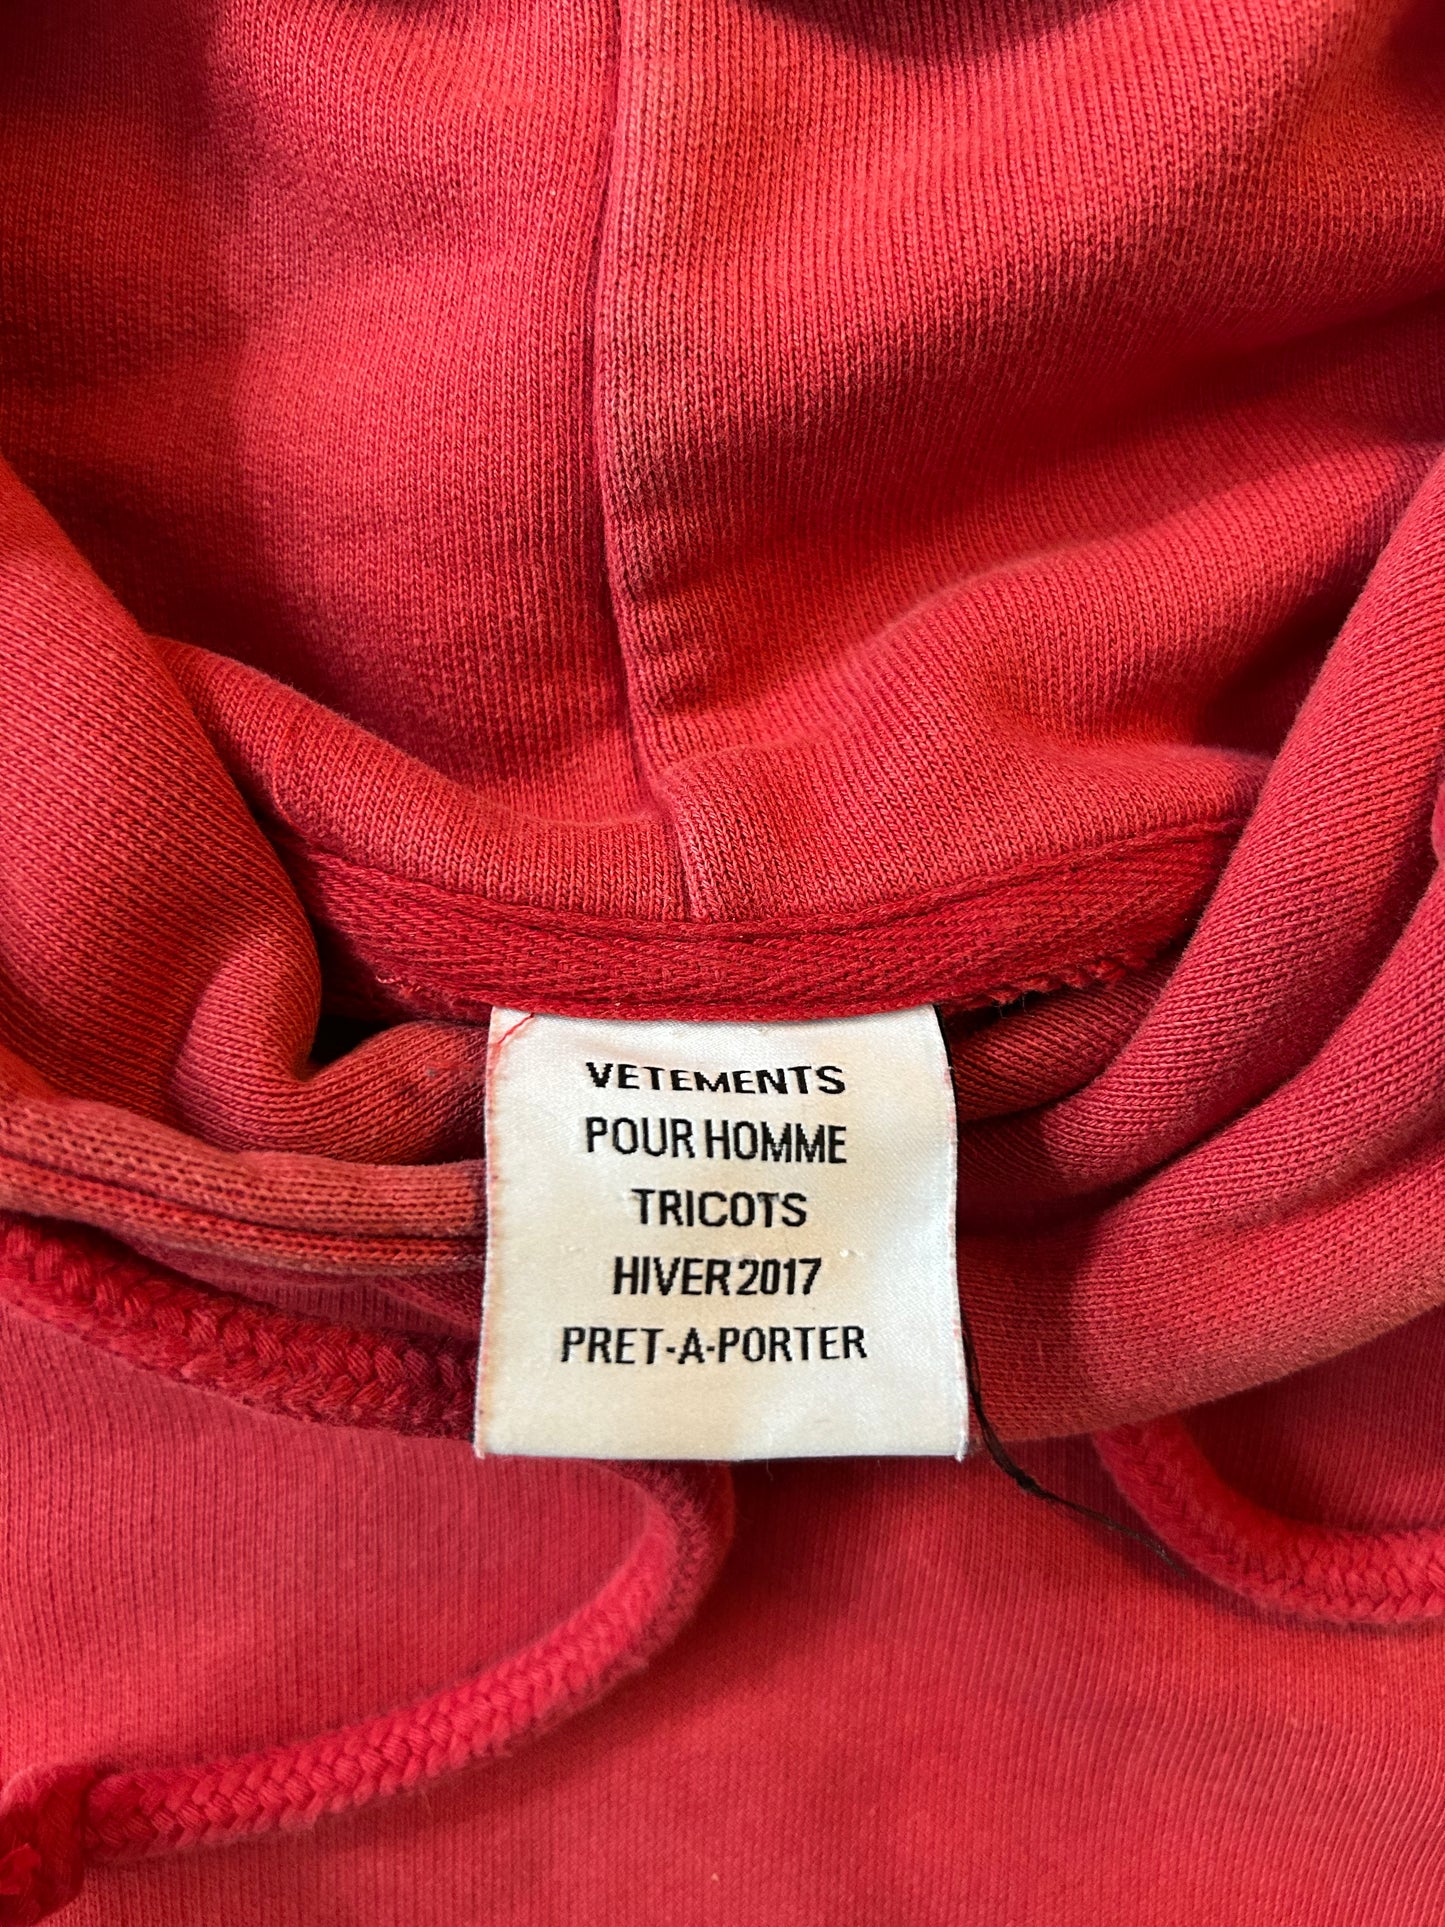 VETEMENTS
POUR HOMME
TRICOTS
HIVER 2017
PRET-A-PORTER